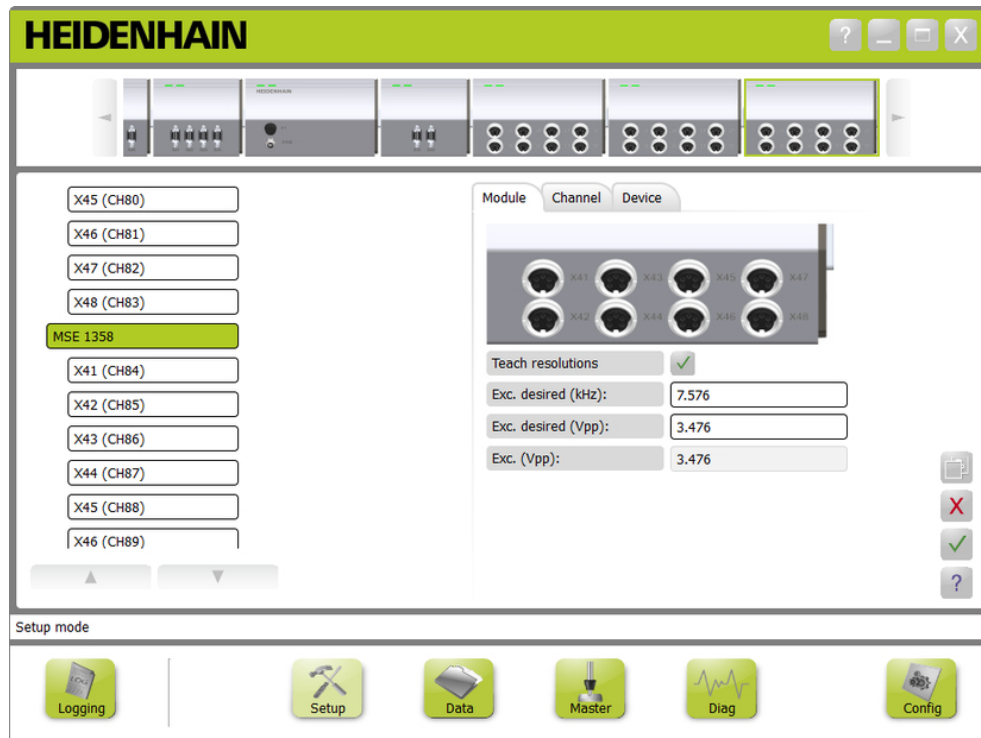 HEIDENHAIN
?
X
HEIDENHAIN
X45 (CH80)
X46 (CH81)
X47 (CH82)
X48 (CH83)
MSE 1358
X41 (CH84)
X42 (CH85)
X43 (CH86)
X44 (CH87)
X45 (CH88)
X46 (CH89)
Module Channel Device
X41 X43 X45 X47
X42 X44 X46 X48
Teach resolutions
Exc. desired (kHz): 7.576
Exc. desired (Vpp): 3.476
Exc. (Vpp): 3.476
X
?
Setup mode
LOG
Logging Setup Data Master Diag Config